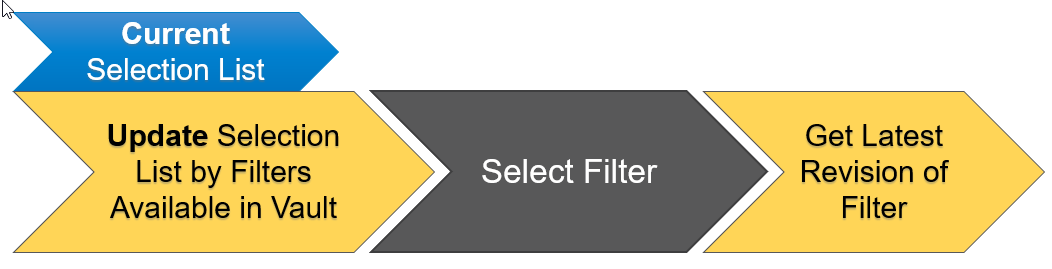 Current
Selection List
Update Selection
List by Filters
Available in Vault
Select Filter
Get Latest
Revision of
Filter